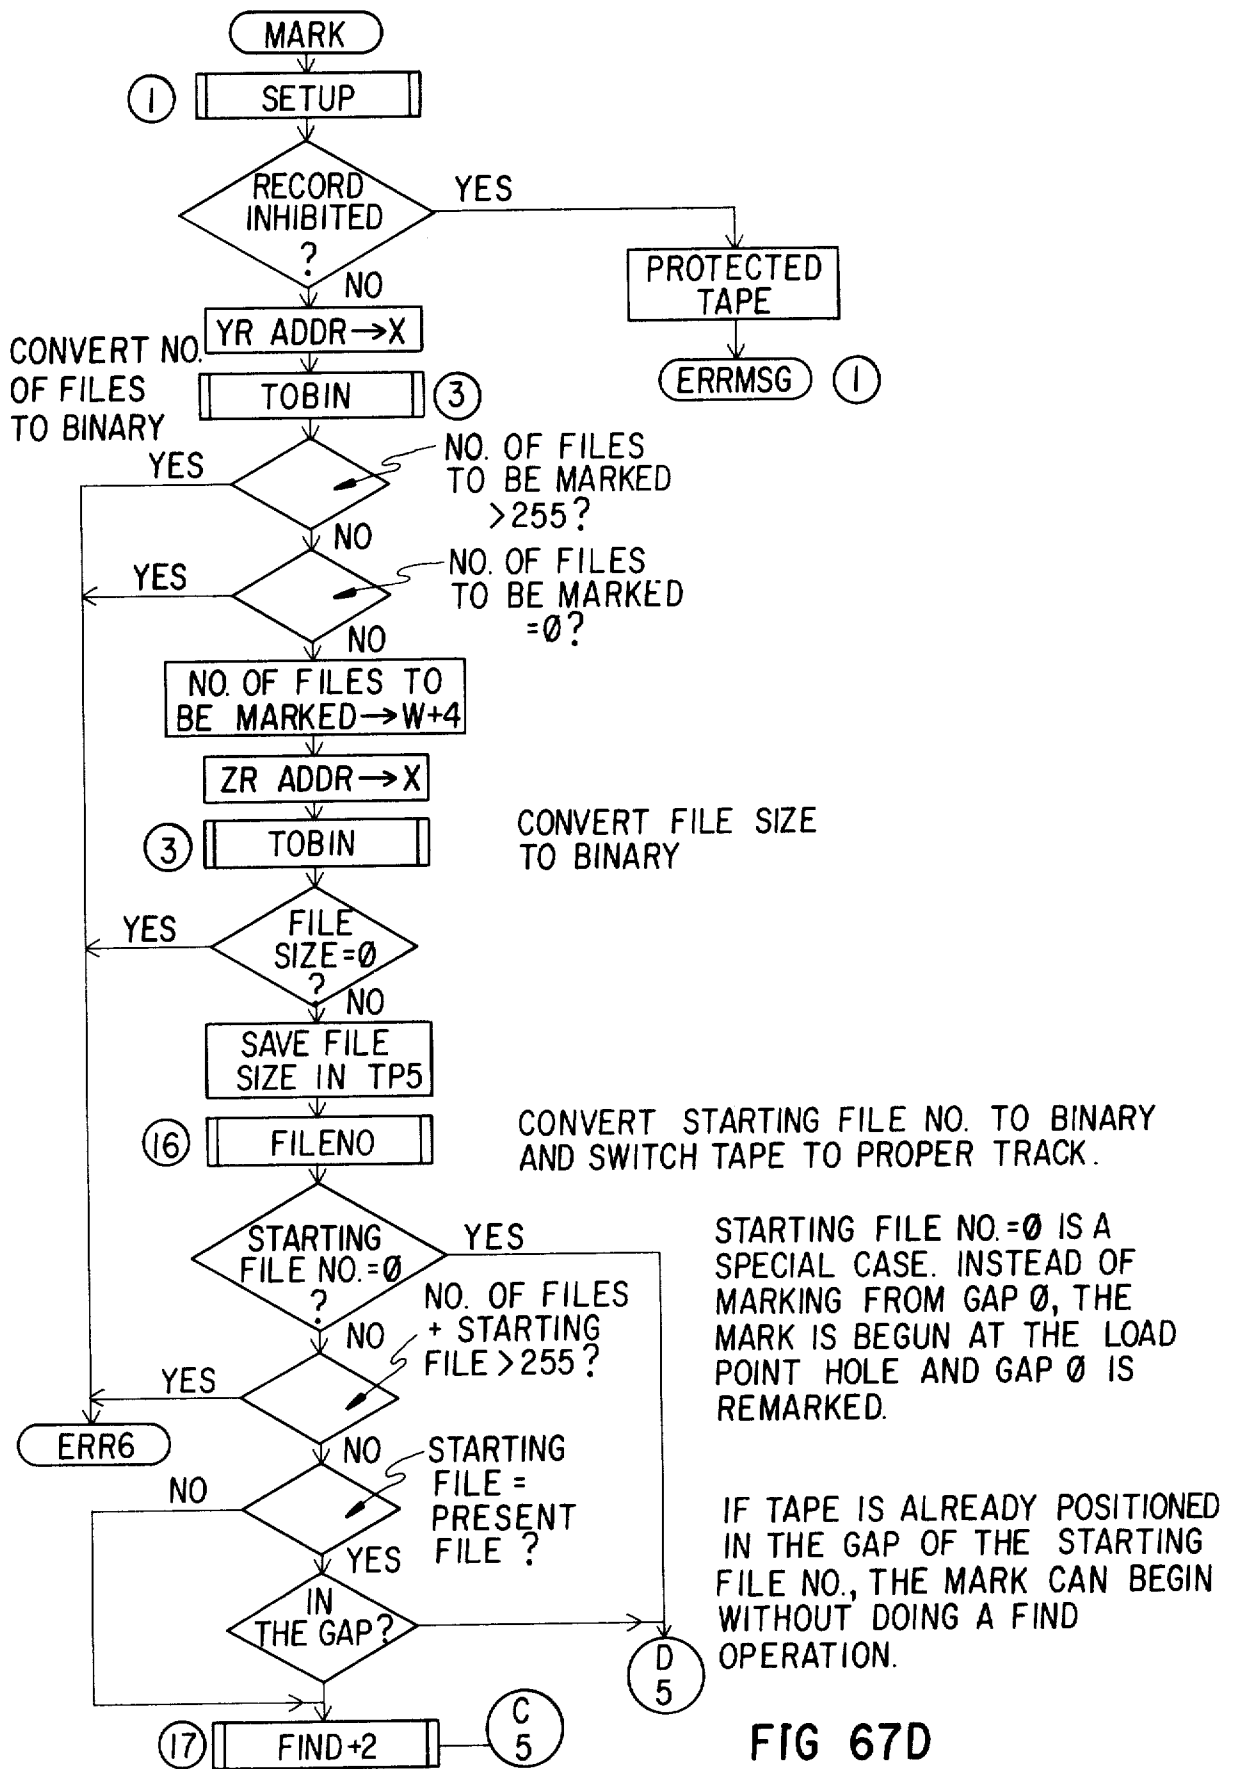 MARK
1
SETUP
RECORD
INHIBITED
?
YES
NO
PROTECTED
TAPE
ERRMSG
1
YR ADDR→X
CONVERT NO.
OF FILES
TO BINARY
TOBIN
3
YES
NO. OF FILES
TO BE MARKED
>255?
NO
YES
NO. OF FILES
TO BE MARKED
=Ø?
NO
NO. OF FILES TO
BE MARKED→W+4
ZR ADDR→X
3
TOBIN
CONVERT FILE SIZE
TO BINARY
YES
FILE
SIZE=Ø
?
NO
SAVE FILE
SIZE IN TP5
16
FILENO
CONVERT STARTING FILE NO. TO BINARY
AND SWITCH TAPE TO PROPER TRACK.
STARTING
FILE NO.=Ø
?
YES
STARTING FILE NO.=Ø IS A
SPECIAL CASE. INSTEAD OF
MARKING FROM GAP Ø, THE
MARK IS BEGUN AT THE LOAD
POINT HOLE AND GAP Ø IS
REMARKED.
NO
NO. OF FILES
+ STARTING
FILE>255?
YES
ERR6
NO
STARTING
FILE =
PRESENT
FILE ?
NO
YES
IN
THE GAP?
IF TAPE IS ALREADY POSITIONED
IN THE GAP OF THE STARTING
FILE NO., THE MARK CAN BEGIN
WITHOUT DOING A FIND
OPERATION.
D
5
17
FIND+2
C
5
FIG 67D